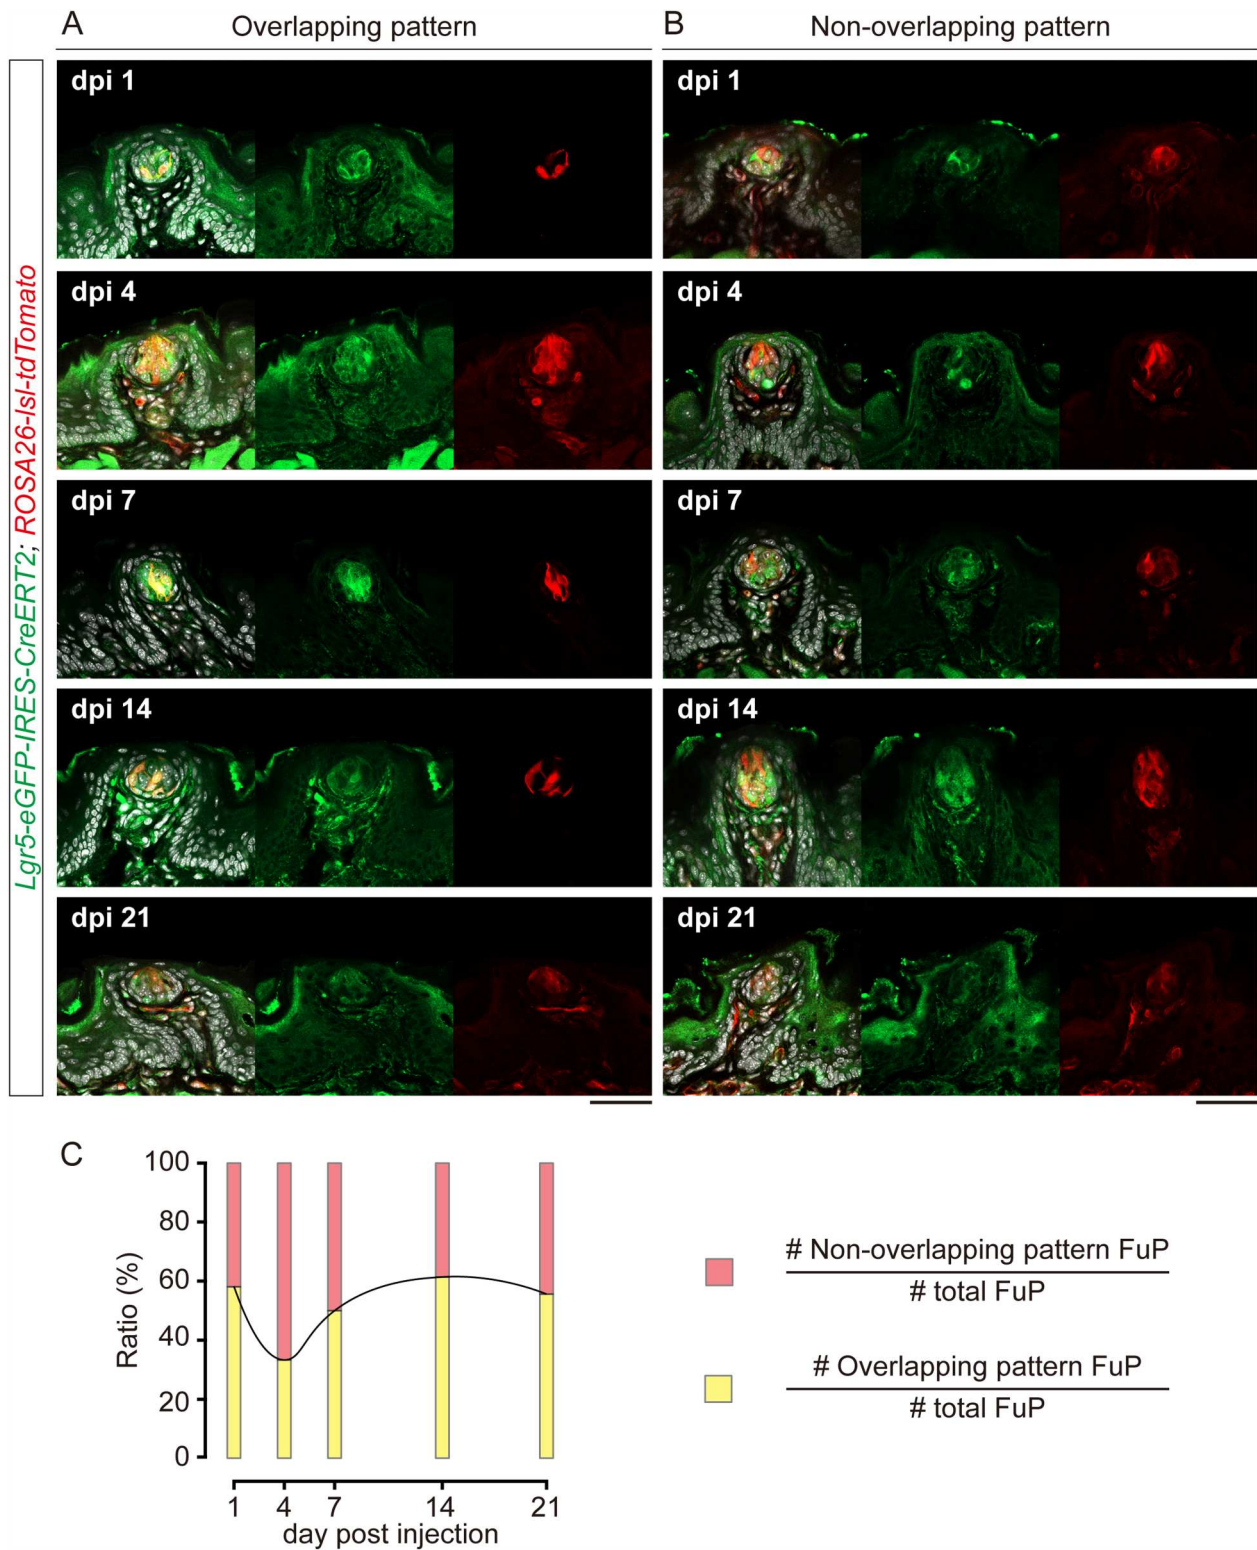 A
Overlapping pattern
B
Non-overlapping pattern
Lgr5-eGFP-IRES-CreERT2; ROSA26-lsl-tdTomato
dpi 1
dpi 1
dpi 4
dpi 4
dpi 7
dpi 7
dpi 14
dpi 14
dpi 21
dpi 21
C
Ratio (%)
100
80
60
40
20
0
1 4 7 14 21
day post injection
# Non-overlapping pattern FuP
# total FuP
# Overlapping pattern FuP
# total FuP